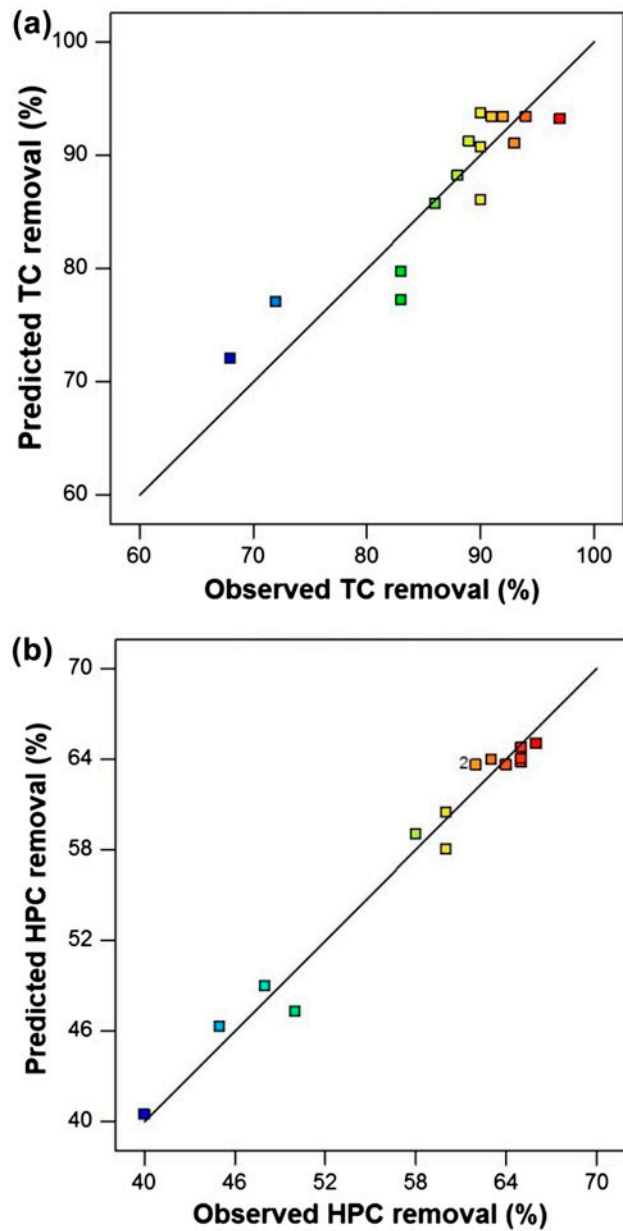 (a)
100
90
80
70
60
Predicted TC removal (%)
60 70 80 90 100
Observed TC removal (%)
(b)
70
64
58
52
46
40
Predicted HPC removal (%)
2
40 46 52 58 64 70
Observed HPC removal (%)